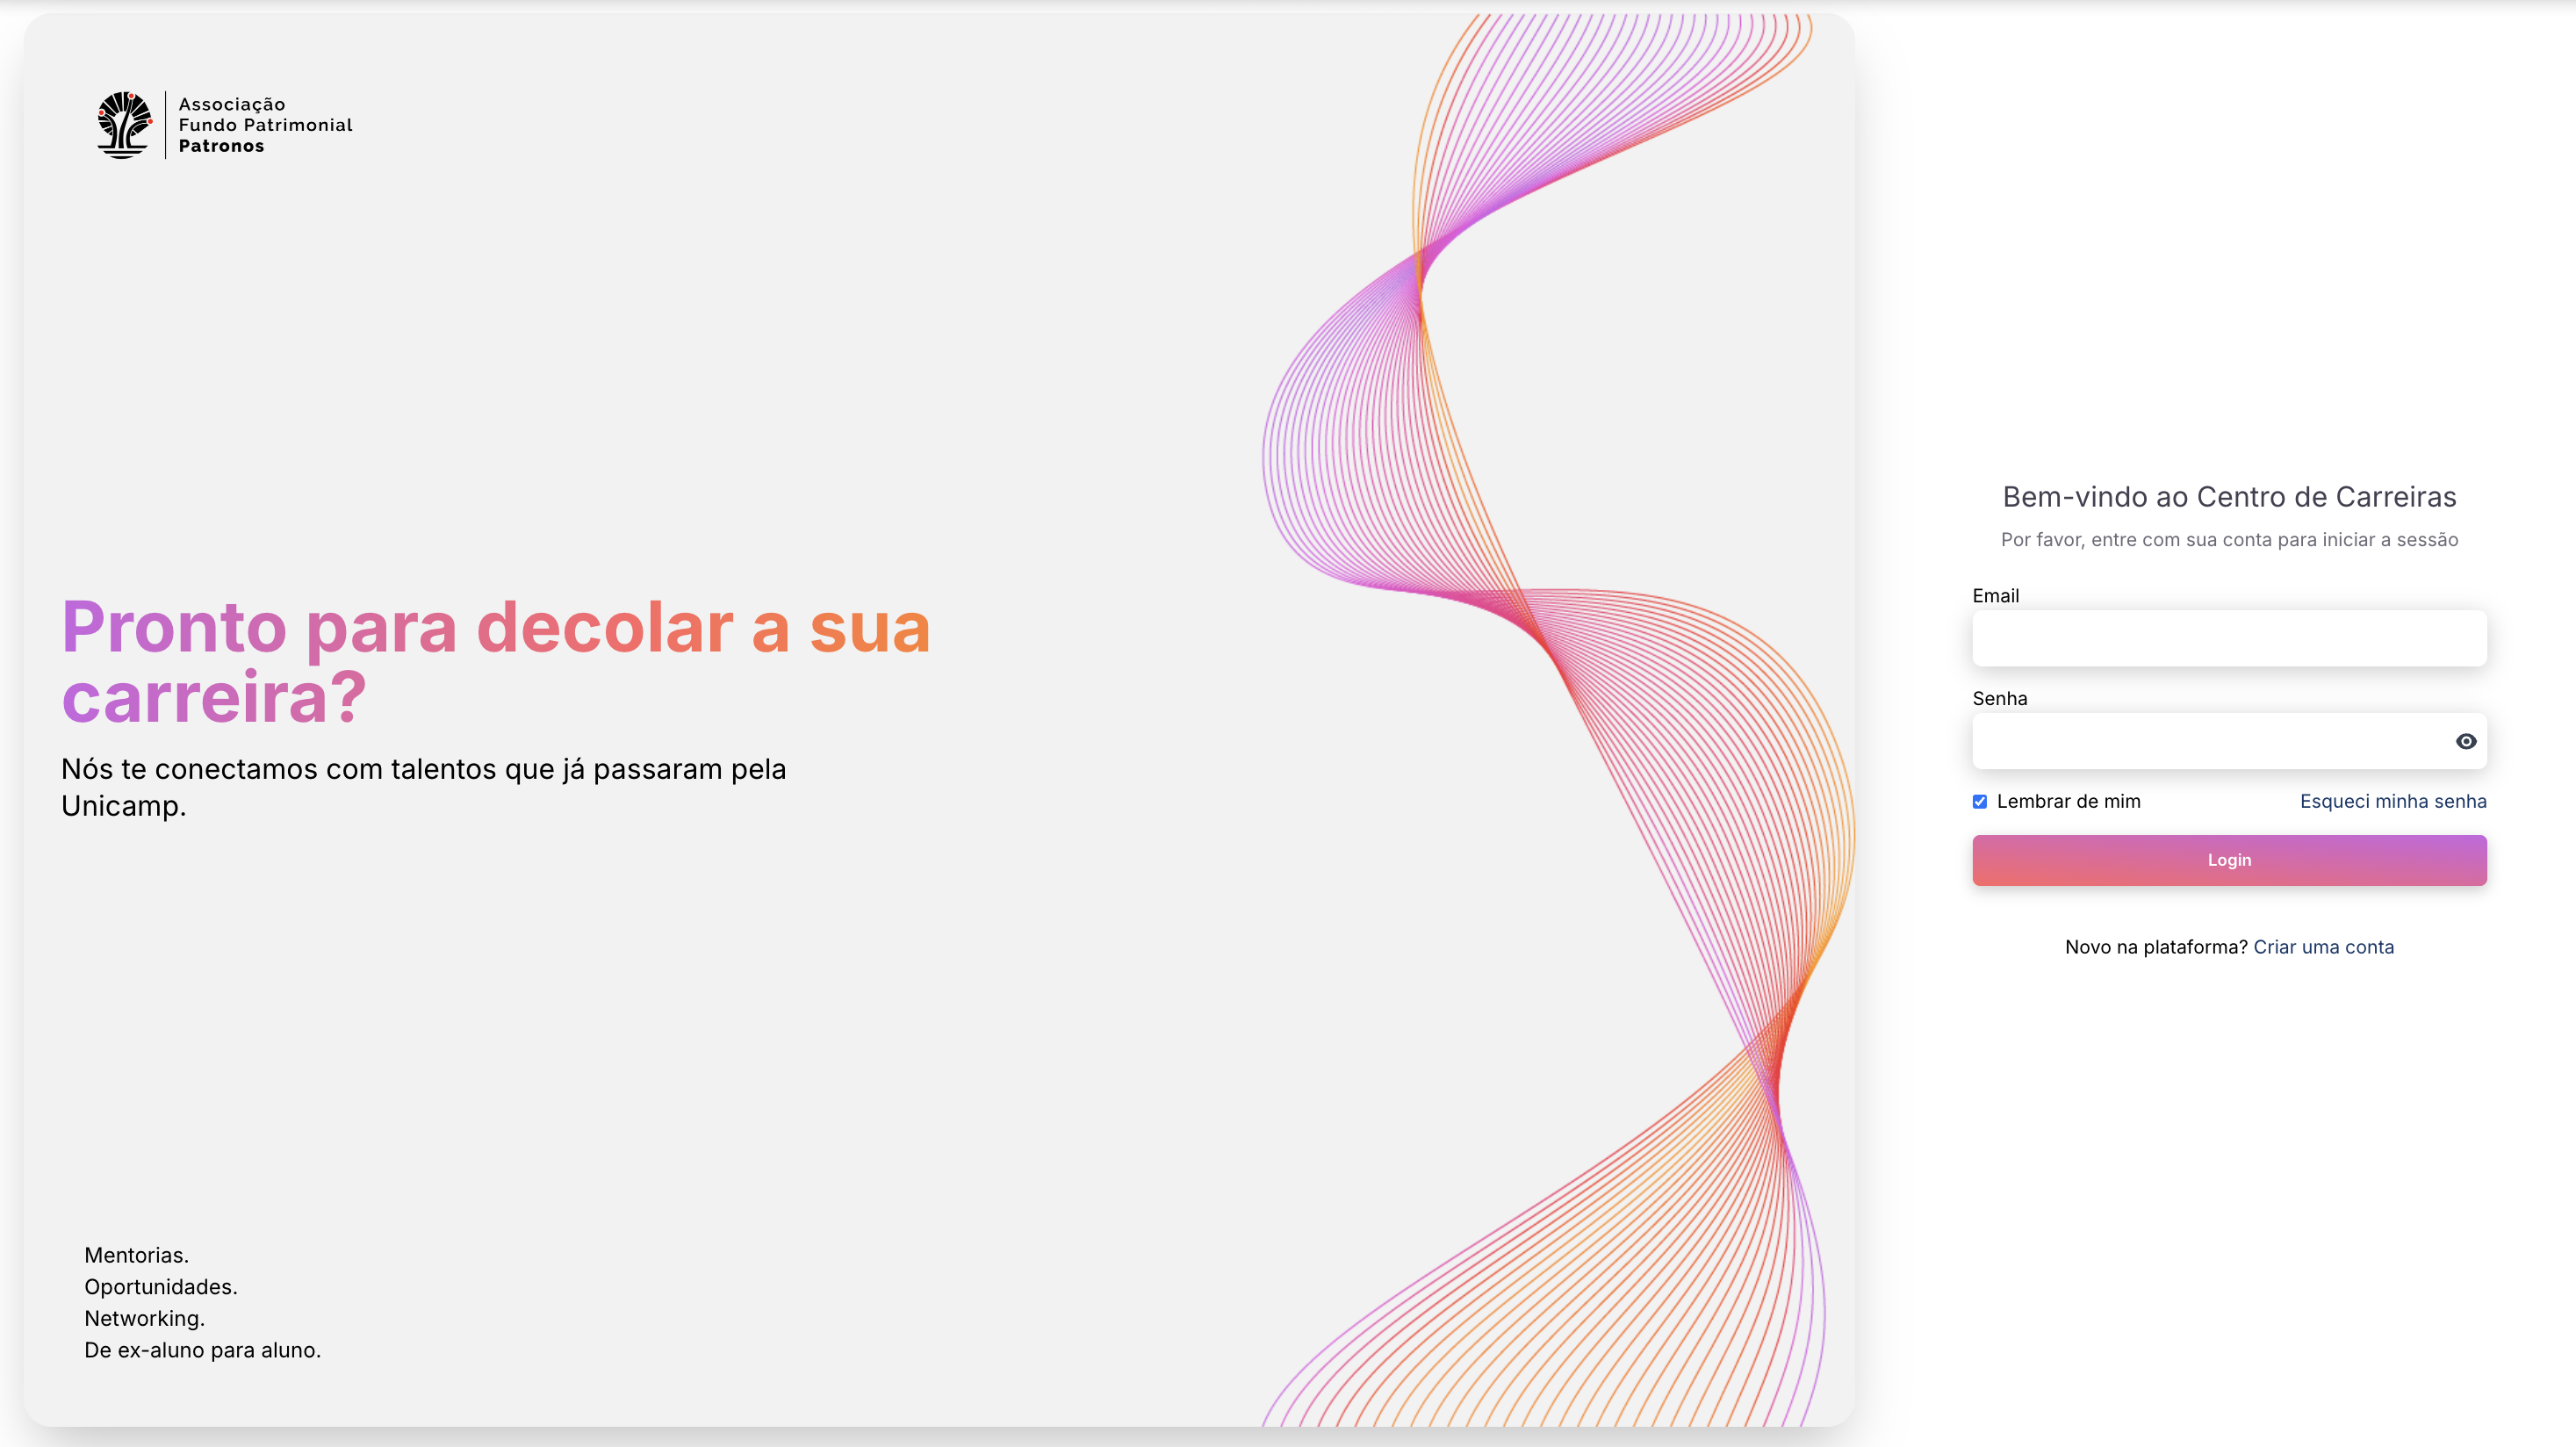 Associação
Fundo Patrimonial
Patronos
Pronto para decolar a sua
carreira?
Nós te conectamos com talentos que já passaram pela
Unicamp.
Mentorias.
Oportunidades.
Networking.
De ex-aluno para aluno.
Bem-vindo ao Centro de Carreiras
Por favor, entre com sua conta para iniciar a sessão
Email
Senha
Lembrar de mim
Esqueci minha senha
Login
Novo na plataforma? Criar uma conta